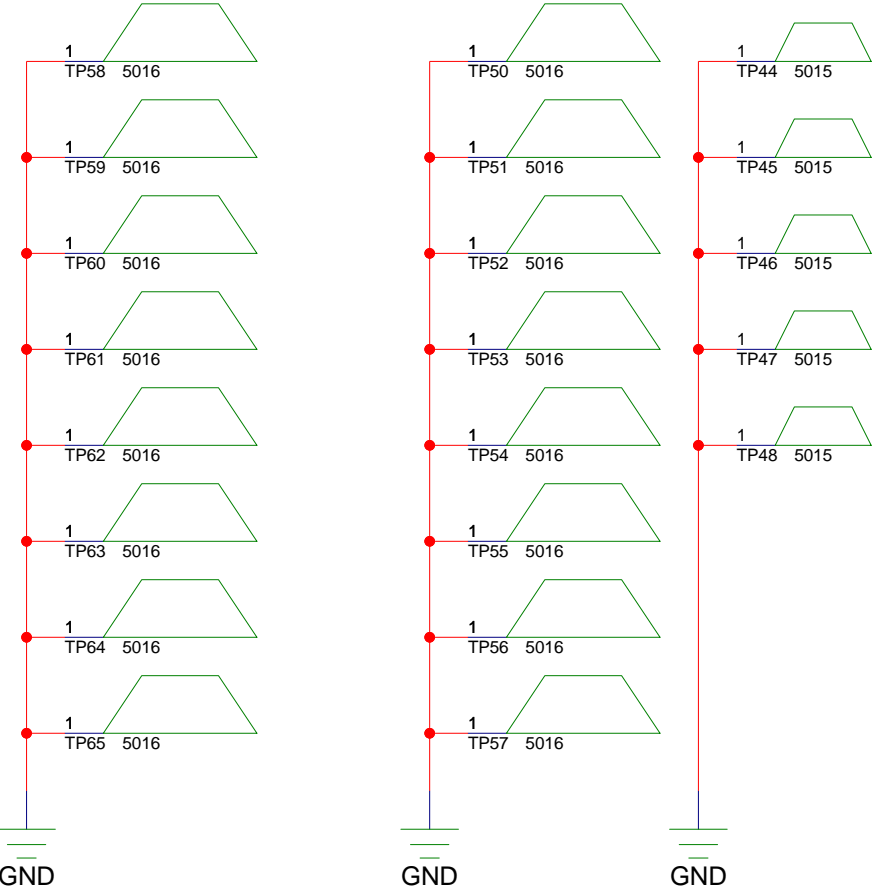 1
TP58 5016
1
TP59 5016
1
TP60 5016
1
TP61 5016
1
TP62 5016
1
TP63 5016
1
TP64 5016
1
TP65 5016
GND
1
TP50 5016
1
TP51 5016
1
TP52 5016
1
TP53 5016
1
TP54 5016
1
TP55 5016
1
TP56 5016
1
TP57 5016
GND
1
TP44 5015
1
TP45 5015
1
TP46 5015
1
TP47 5015
1
TP48 5015
GND